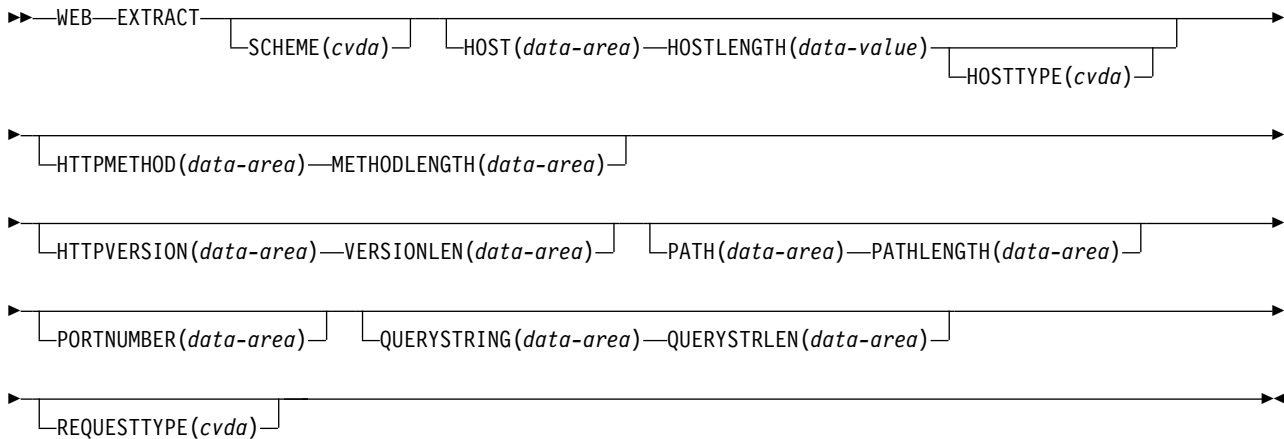 WEB EXTRACT
SCHEME(cvda) HOST(data-area) HOSTLENGTH(data-value)
HOSTTYPE(cvda)
HTTPMETHOD(data-area) METHODLENGTH(data-area)
HTTPVERSION(data-area) VERSIONLEN(data-area) PATH(data-area) PATHLENGTH(data-area)
PORTNUMBER(data-area) QUERYSTRING(data-area) QUERYSTRLEN(data-area)
REQUESTTYPE(cvda)